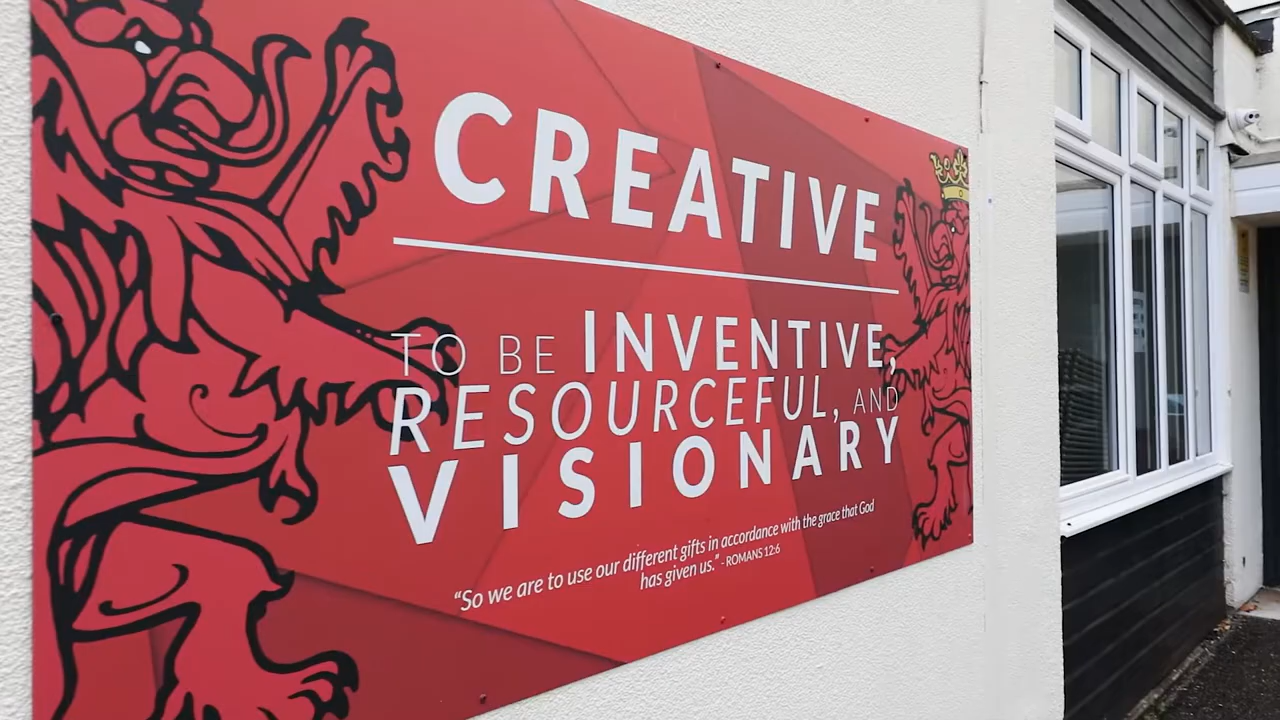 CREATIVE
TO BE INVENTIVE,
RESOURCEFUL, AND
VISIONARY
“So we are to use our different gifts in accordance with the grace that God
has given us.” - ROMANS 12:6